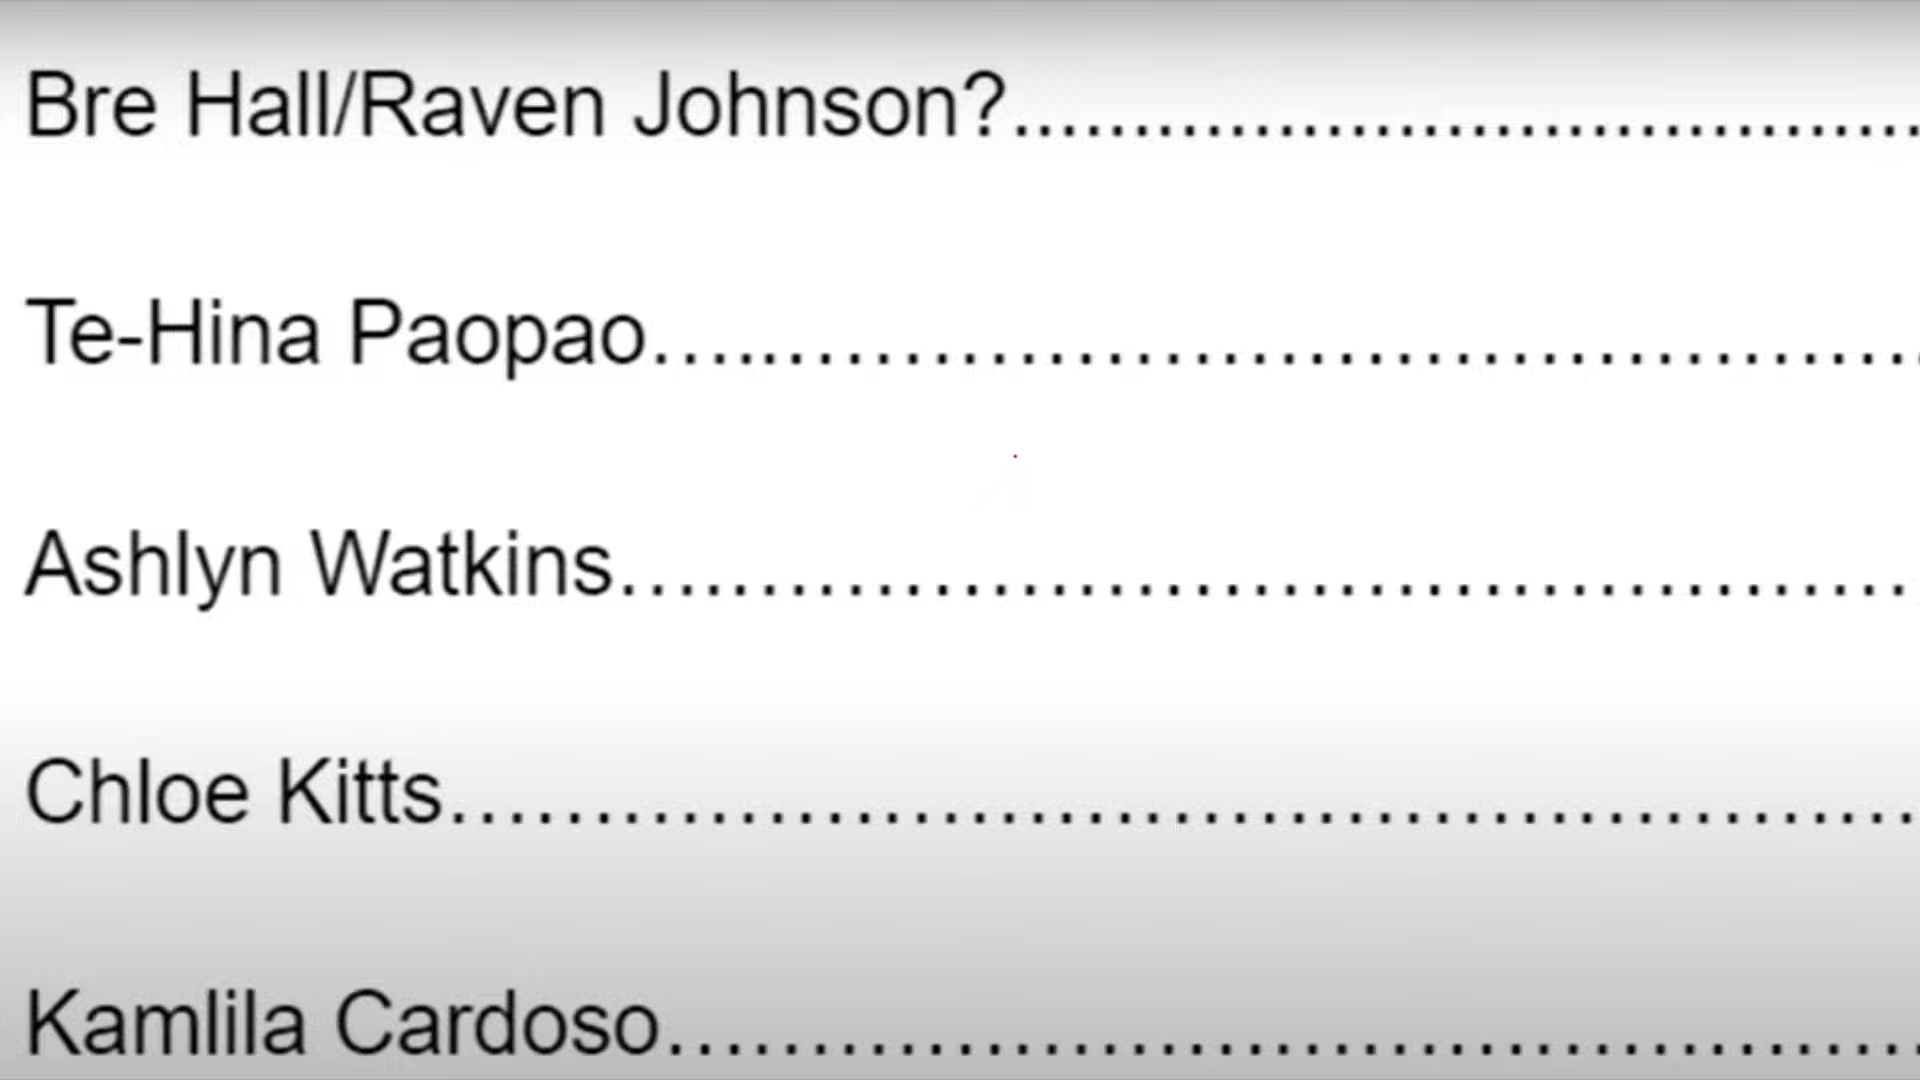 Bre Hall/Raven Johnson?......................................
Te-Hina Paopao............................................
Ashlyn Watkins.............................................
Chloe Kitts...................................................
Kamlila Cardoso...........................................